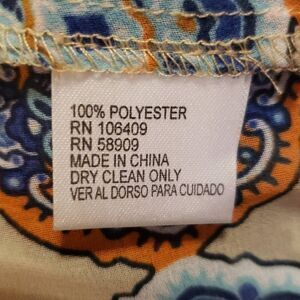 100% POLYESTER
RN 106409
RN 58909
MADE IN CHINA
DRY CLEAN ONLY
VER AL DORSO PARA CUIDADO